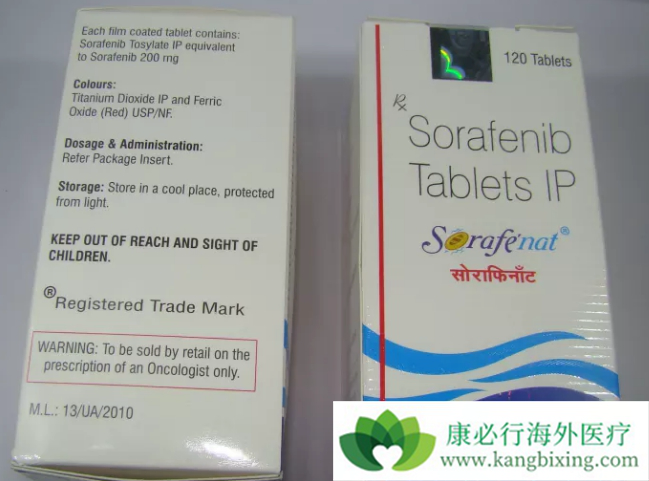 Each film coated tablet contains:
Sorafenib Tosylate IP equivalent
to Sorafenib 200 mg
Colours:
Titanium Dioxide IP and Ferric
Oxide (Red) USP/NF.
Dosage & Administration:
Refer Package Insert.
Storage: Store in a cool place, protected
from light.
KEEP OUT OF REACH AND SIGHT OF
CHILDREN.
®Registered Trade Mark
WARNING: To be sold by retail on the
prescription of an Oncologist only.
M.L.: 13/UA/2010
120 Tablets
Rx
Sorafenib
Tablets IP
Sorafenat®
सोराफिनॉट
康必行海外医疗
www.kangbixing.com